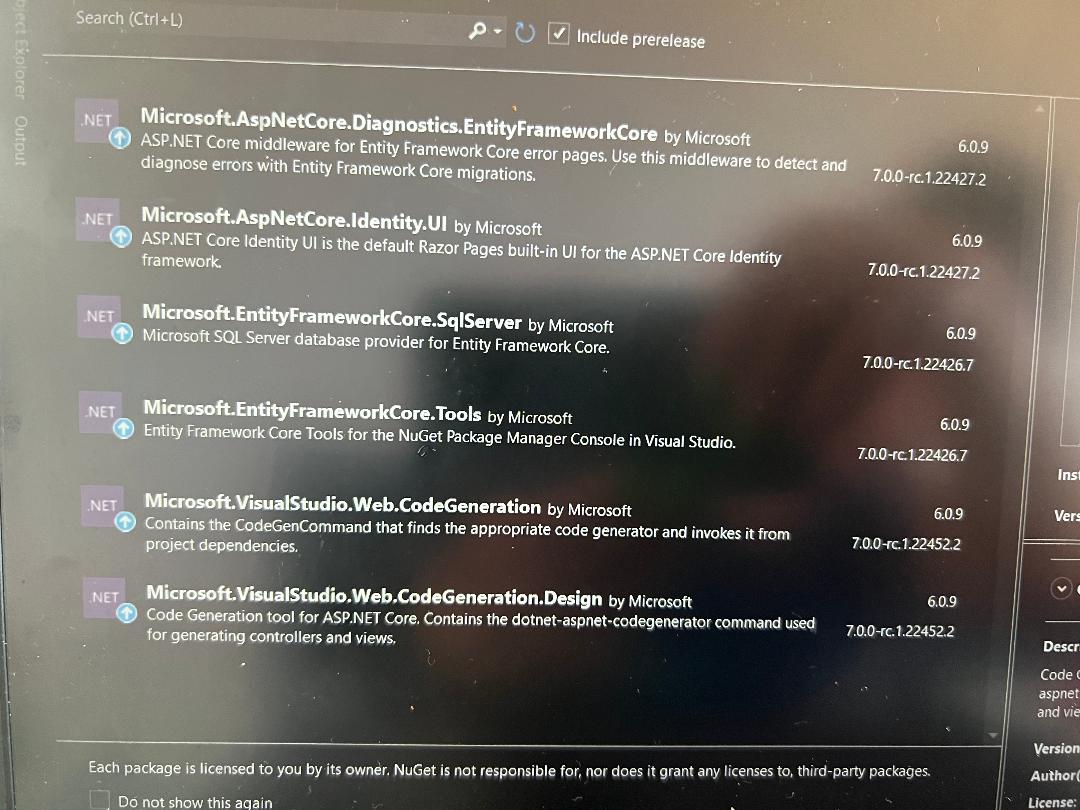 Search (Ctrl+L)
Include prerelease
Explorer
Output
.NET
Microsoft.AspNetCore.Diagnostics.EntityFrameworkCore by Microsoft
6.0.9
ASP.NET Core middleware for Entity Framework Core error pages. Use this middleware to detect and
7.0.0-rc.1.22427.2
diagnose errors with Entity Framework Core migrations.
.NET
Microsoft.AspNetCore.Identity.UI by Microsoft
6.0.9
ASP.NET Core Identity UI is the default Razor Pages built-in UI for the ASP.NET Core Identity
7.0.0-rc.1.22427.2
framework.
.NET
Microsoft.EntityFrameworkCore.SqlServer by Microsoft
6.0.9
Microsoft SQL Server database provider for Entity Framework Core.
7.0.0-rc.1.22426.7
.NET
Microsoft.EntityFrameworkCore.Tools by Microsoft
6.0.9
Entity Framework Core Tools for the NuGet Package Manager Console in Visual Studio.
7.0.0-rc.1.22426.7
.NET
Microsoft.VisualStudio.Web.CodeGeneration by Microsoft
6.0.9
Contains the CodeGenCommand that finds the appropriate code generator and invokes it from
7.0.0-rc.1.22452.2
project dependencies.
.NET
Microsoft.VisualStudio.Web.CodeGeneration.Design by Microsoft
6.0.9
Code Generation tool for ASP.NET Core. Contains the dotnet-aspnet-codegenerator command used
7.0.0-rc.1.22452.2
for generating controllers and views.
Each package is licensed to you by its owner. NuGet is not responsible for, nor does it grant any licenses to, third-party packages.
Do not show this again
Inst
Vers
Descr
Code
aspnet
and vie
Version
Author(
License